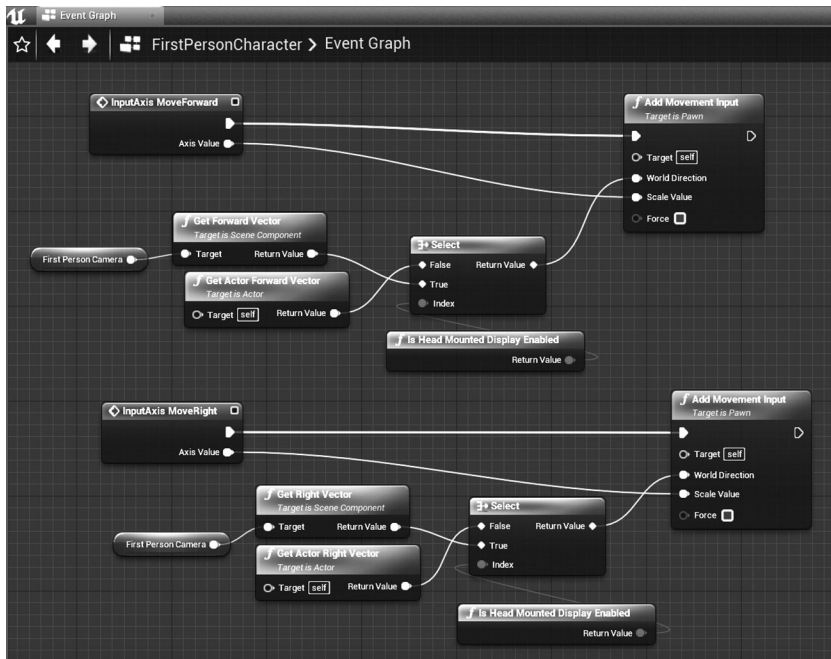 Event Graph
FirstPersonCharacter > Event Graph
InputAxis MoveForward
Axis Value
f Add Movement Input
Target is Pawn
Target self
World Direction
Scale Value
Force
f Get Forward Vector
Target is Scene Component
Target Return Value
First Person Camera
f Get Actor Forward Vector
Target is Actor
Target self Return Value
Select
False Return Value
True
Index
f Is Head Mounted Display Enabled
Return Value
InputAxis MoveRight
Axis Value
f Add Movement Input
Target is Pawn
Target self
World Direction
Scale Value
Force
f Get Right Vector
Target is Scene Component
Target Return Value
First Person Camera
f Get Actor Right Vector
Target is Actor
Target self Return Value
Select
False Return Value
True
Index
f Is Head Mounted Display Enabled
Return Value